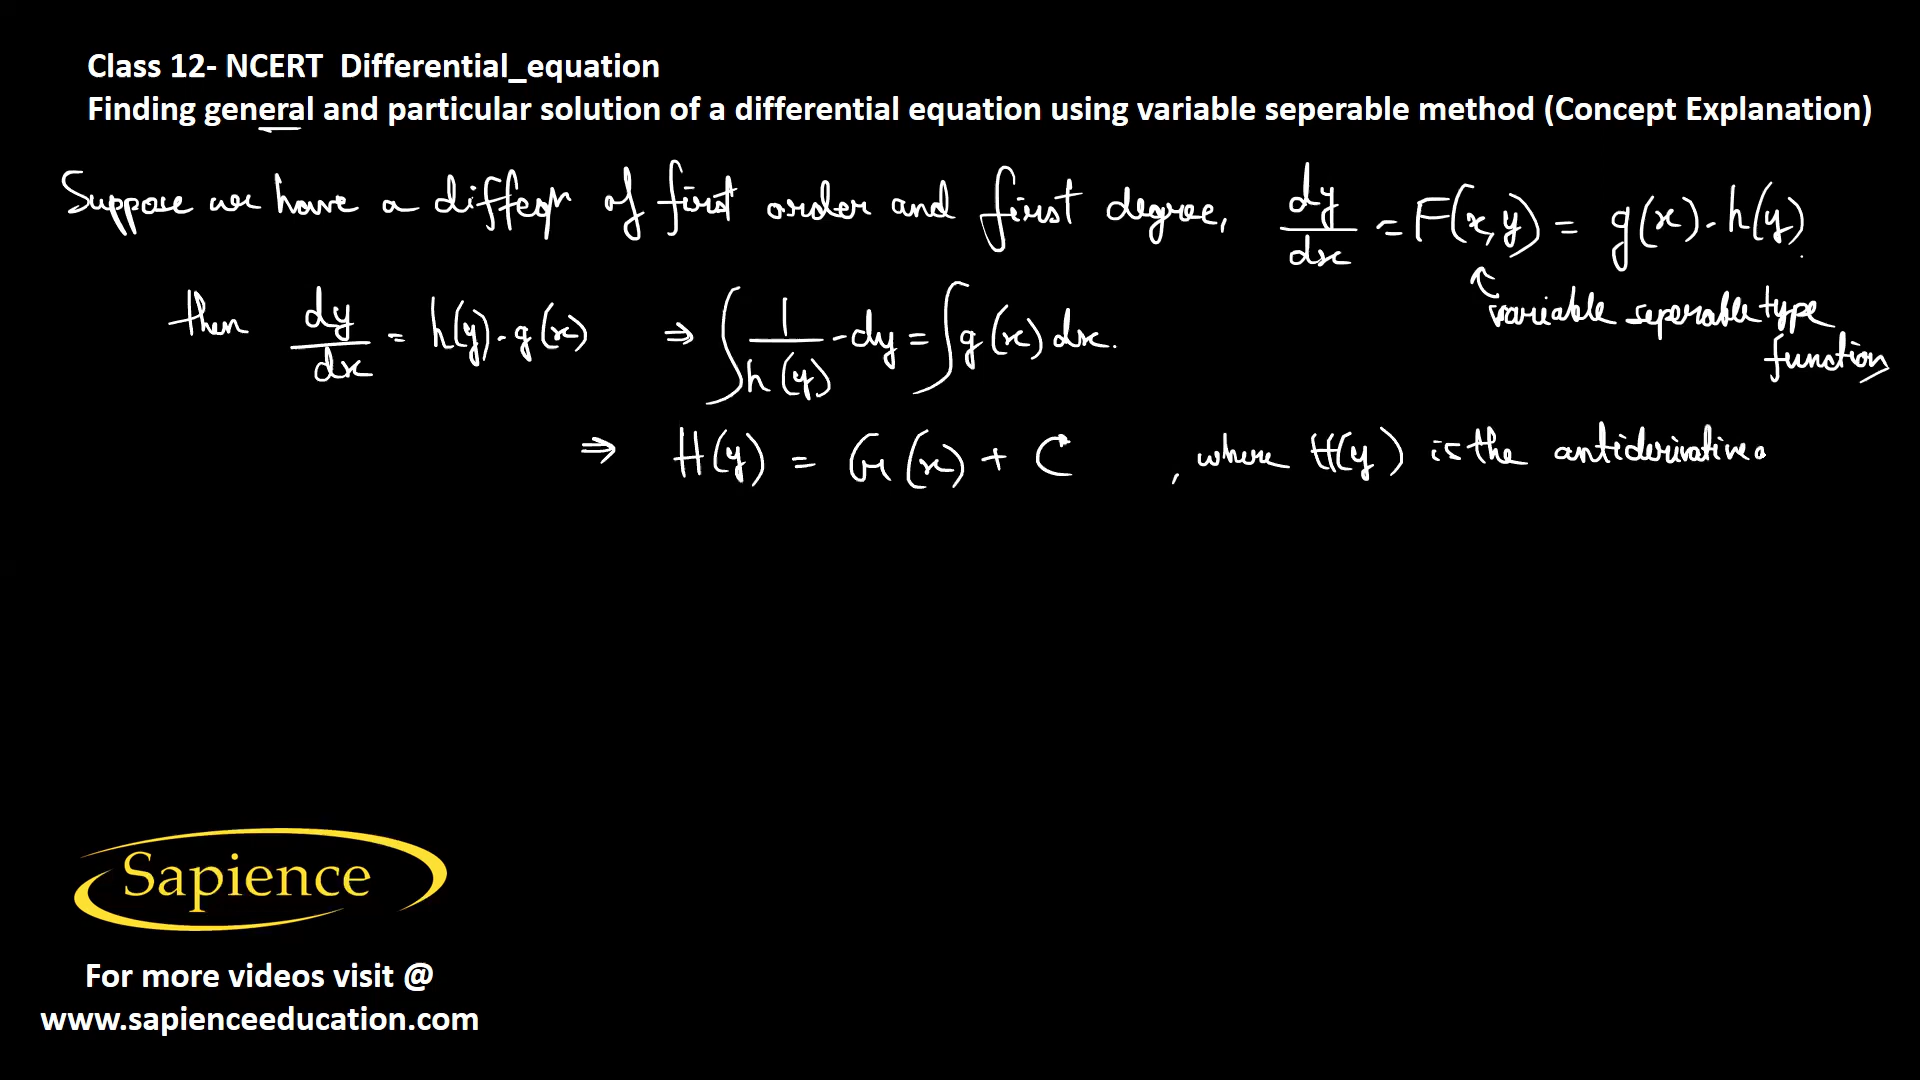 Class 12- NCERT Differential_equation
Finding general and particular solution of a differential equation using variable seperable method (Concept Explanation)
Suppose we have a diffeqn of first order and first degree, dy/dx = F(x,y) = g(x)·h(y)
variable seperable type
function
then dy/dx = h(y)·g(x) ⇒ ∫ 1/h(y) · dy = ∫ g(x) dx.
⇒ H(y) = G(x) + C , where H(y) is the antiderivative o
Sapience
For more videos visit @
www.sapienceeducation.com